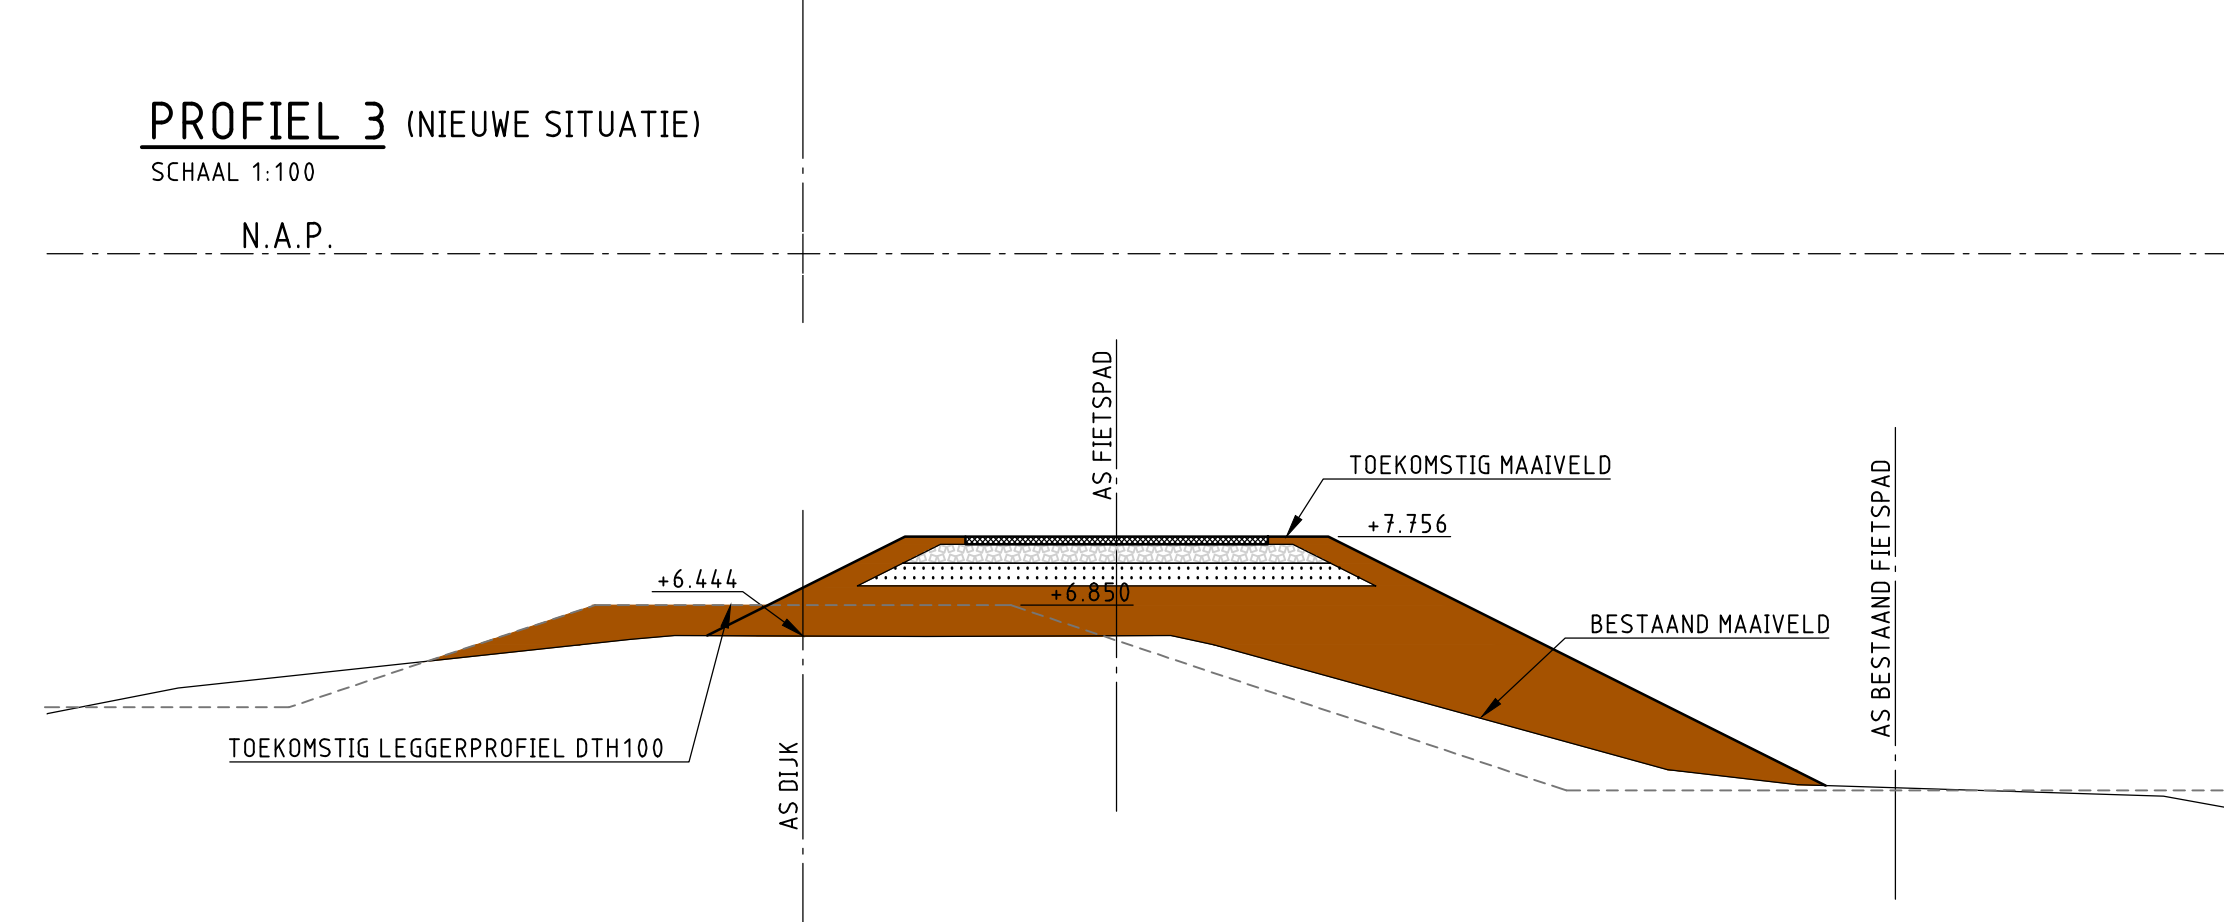 PROFIEL 3 (NIEUWE SITUATIE)
SCHAAL 1:100
N.A.P.
AS FIETSPAD
TOEKOMSTIG MAAIVELD
+7.756
AS BESTAAND FIETSPAD
+6.444
+6.850
BESTAAND MAAIVELD
TOEKOMSTIG LEGGERPROFIEL DTH100
AS DIJK